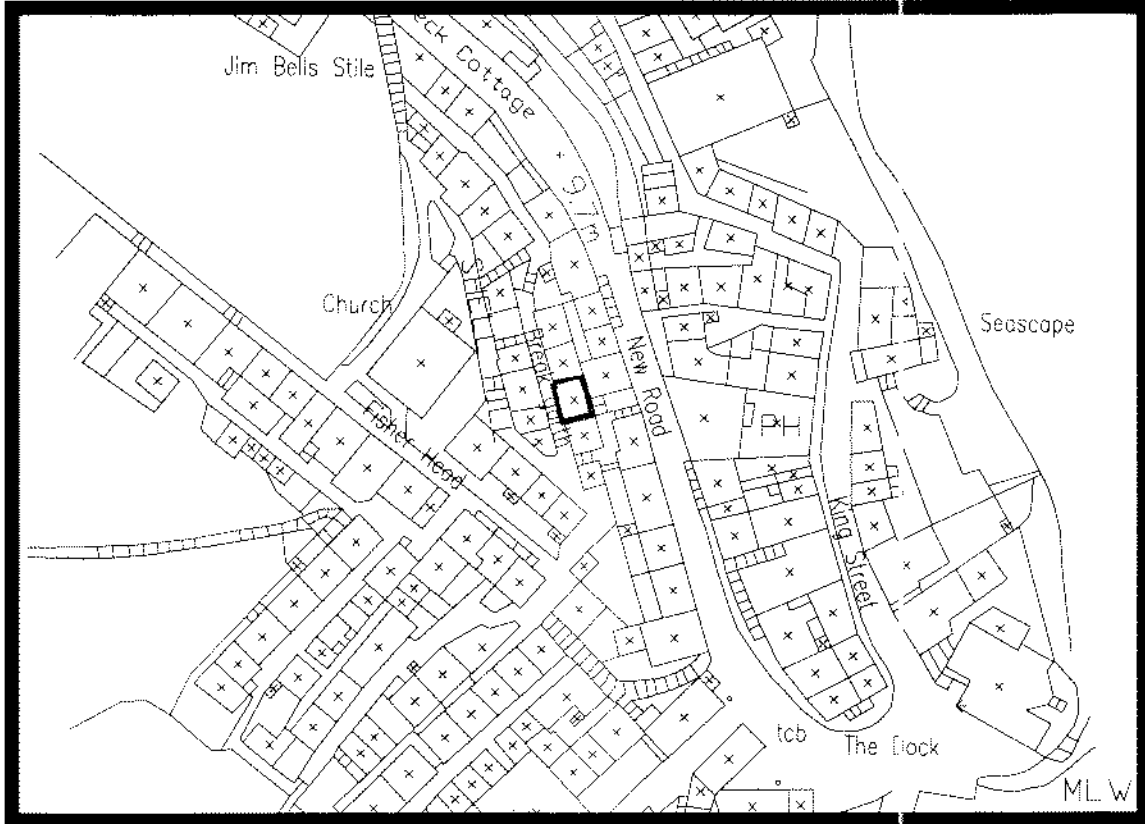 Jim Bells Stile
eck Cottage
9.7m
Church
Seascape
New Road
Fisher Head
PH
King Street
tcb
The Dock
MLW